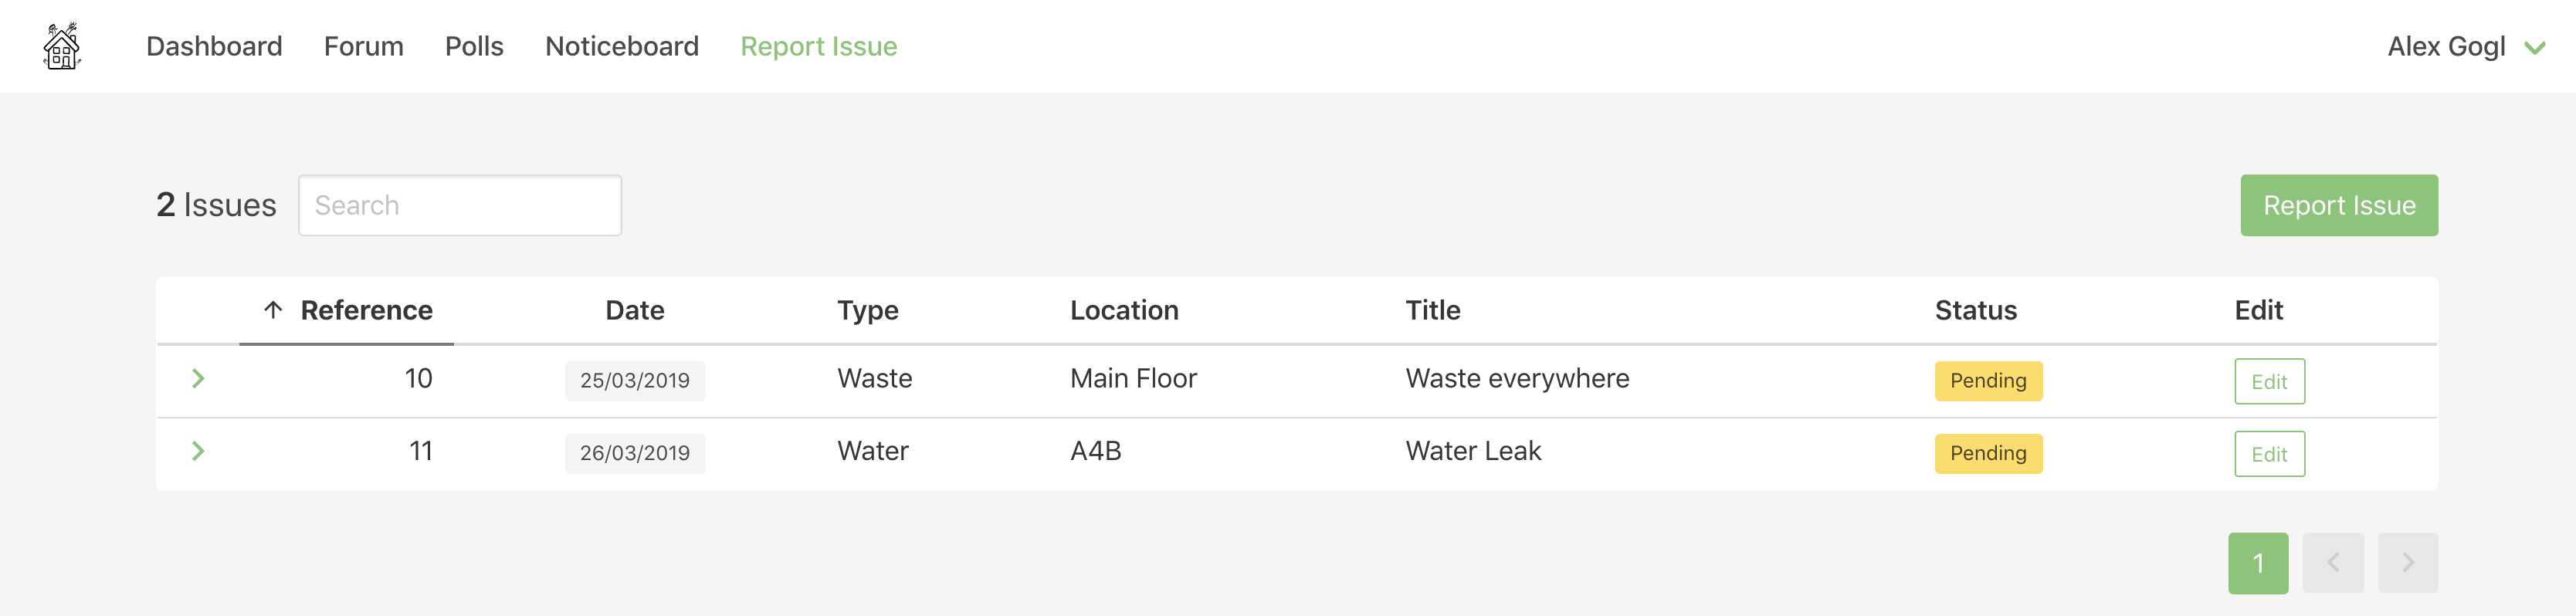 Dashboard Forum Polls Noticeboard Report Issue Alex Gogl
2 Issues Search Report Issue
Reference Date Type Location Title Status Edit
10 25/03/2019 Waste Main Floor Waste everywhere Pending Edit
11 26/03/2019 Water A4B Water Leak Pending Edit
1